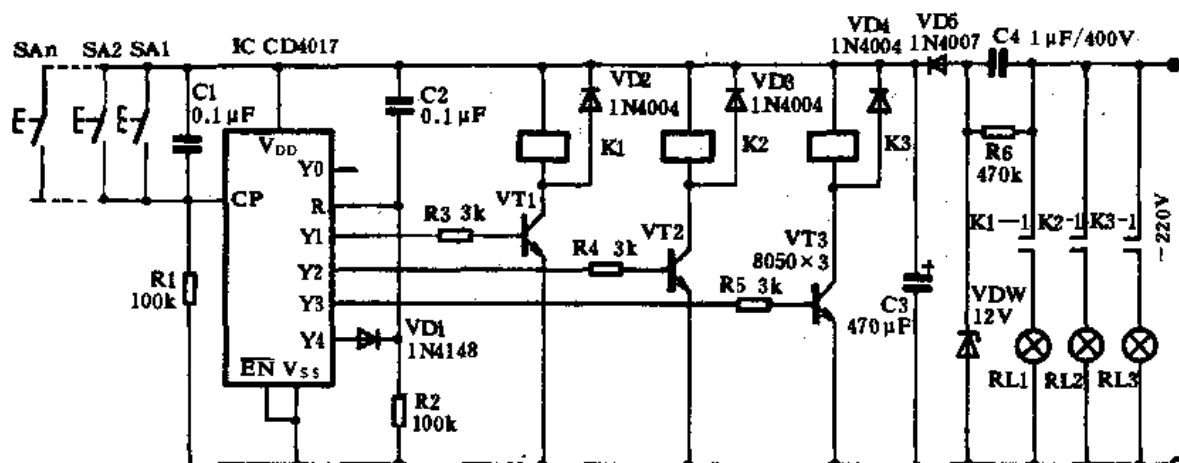 SAn SA2 SA1
IC CD4017
C1
0.1μF
VDD
CP
Y0
R
Y1
Y2
Y3
Y4
EN VSS
R1
100k
C2
0.1μF
VD1
1N4148
R2
100k
R3 3k
R4 3k
R5 3k
VT1
VT2
VT3
8050×3
VD2
1N4004
K1
VD3
1N4004
K2
VD4
1N4004
K3
VD5
1N4007
C4 1μF/400V
R6
470k
C3
470μF
+
VDW
12V
K1—1
K2-1
K3-1
RL1
RL2
RL3
~220V